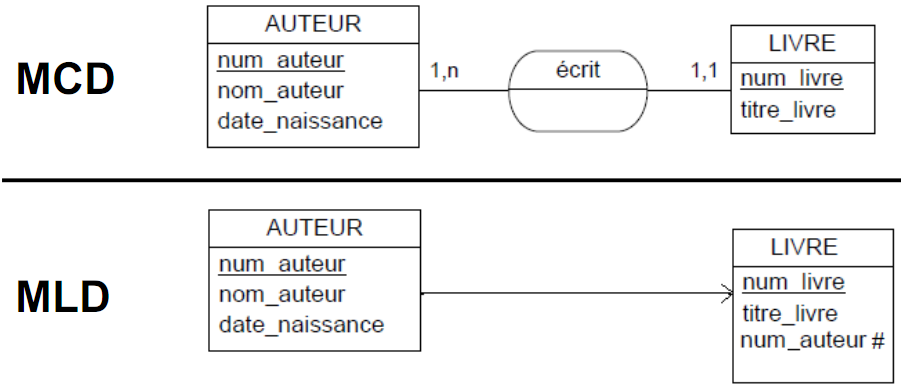 MCD
AUTEUR
num_auteur
nom_auteur
date_naissance
1,n
écrit
1,1
LIVRE
num_livre
titre_livre
MLD
AUTEUR
num_auteur
nom_auteur
date_naissance
LIVRE
num_livre
titre_livre
num_auteur #